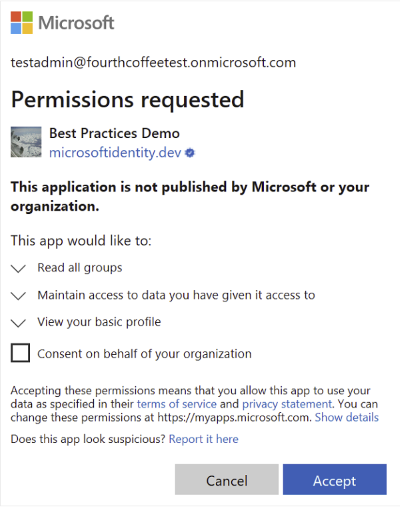 Microsoft
testadmin@fourthcoffeetest.onmicrosoft.com
Permissions requested
Best Practices Demo
microsoftidentity.dev
This application is not published by Microsoft or your
organization.
This app would like to:
Read all groups
Maintain access to data you have given it access to
View your basic profile
Consent on behalf of your organization
Accepting these permissions means that you allow this app to use your
data as specified in their terms of service and privacy statement. You can
change these permissions at https://myapps.microsoft.com. Show details
Does this app look suspicious? Report it here
Cancel Accept